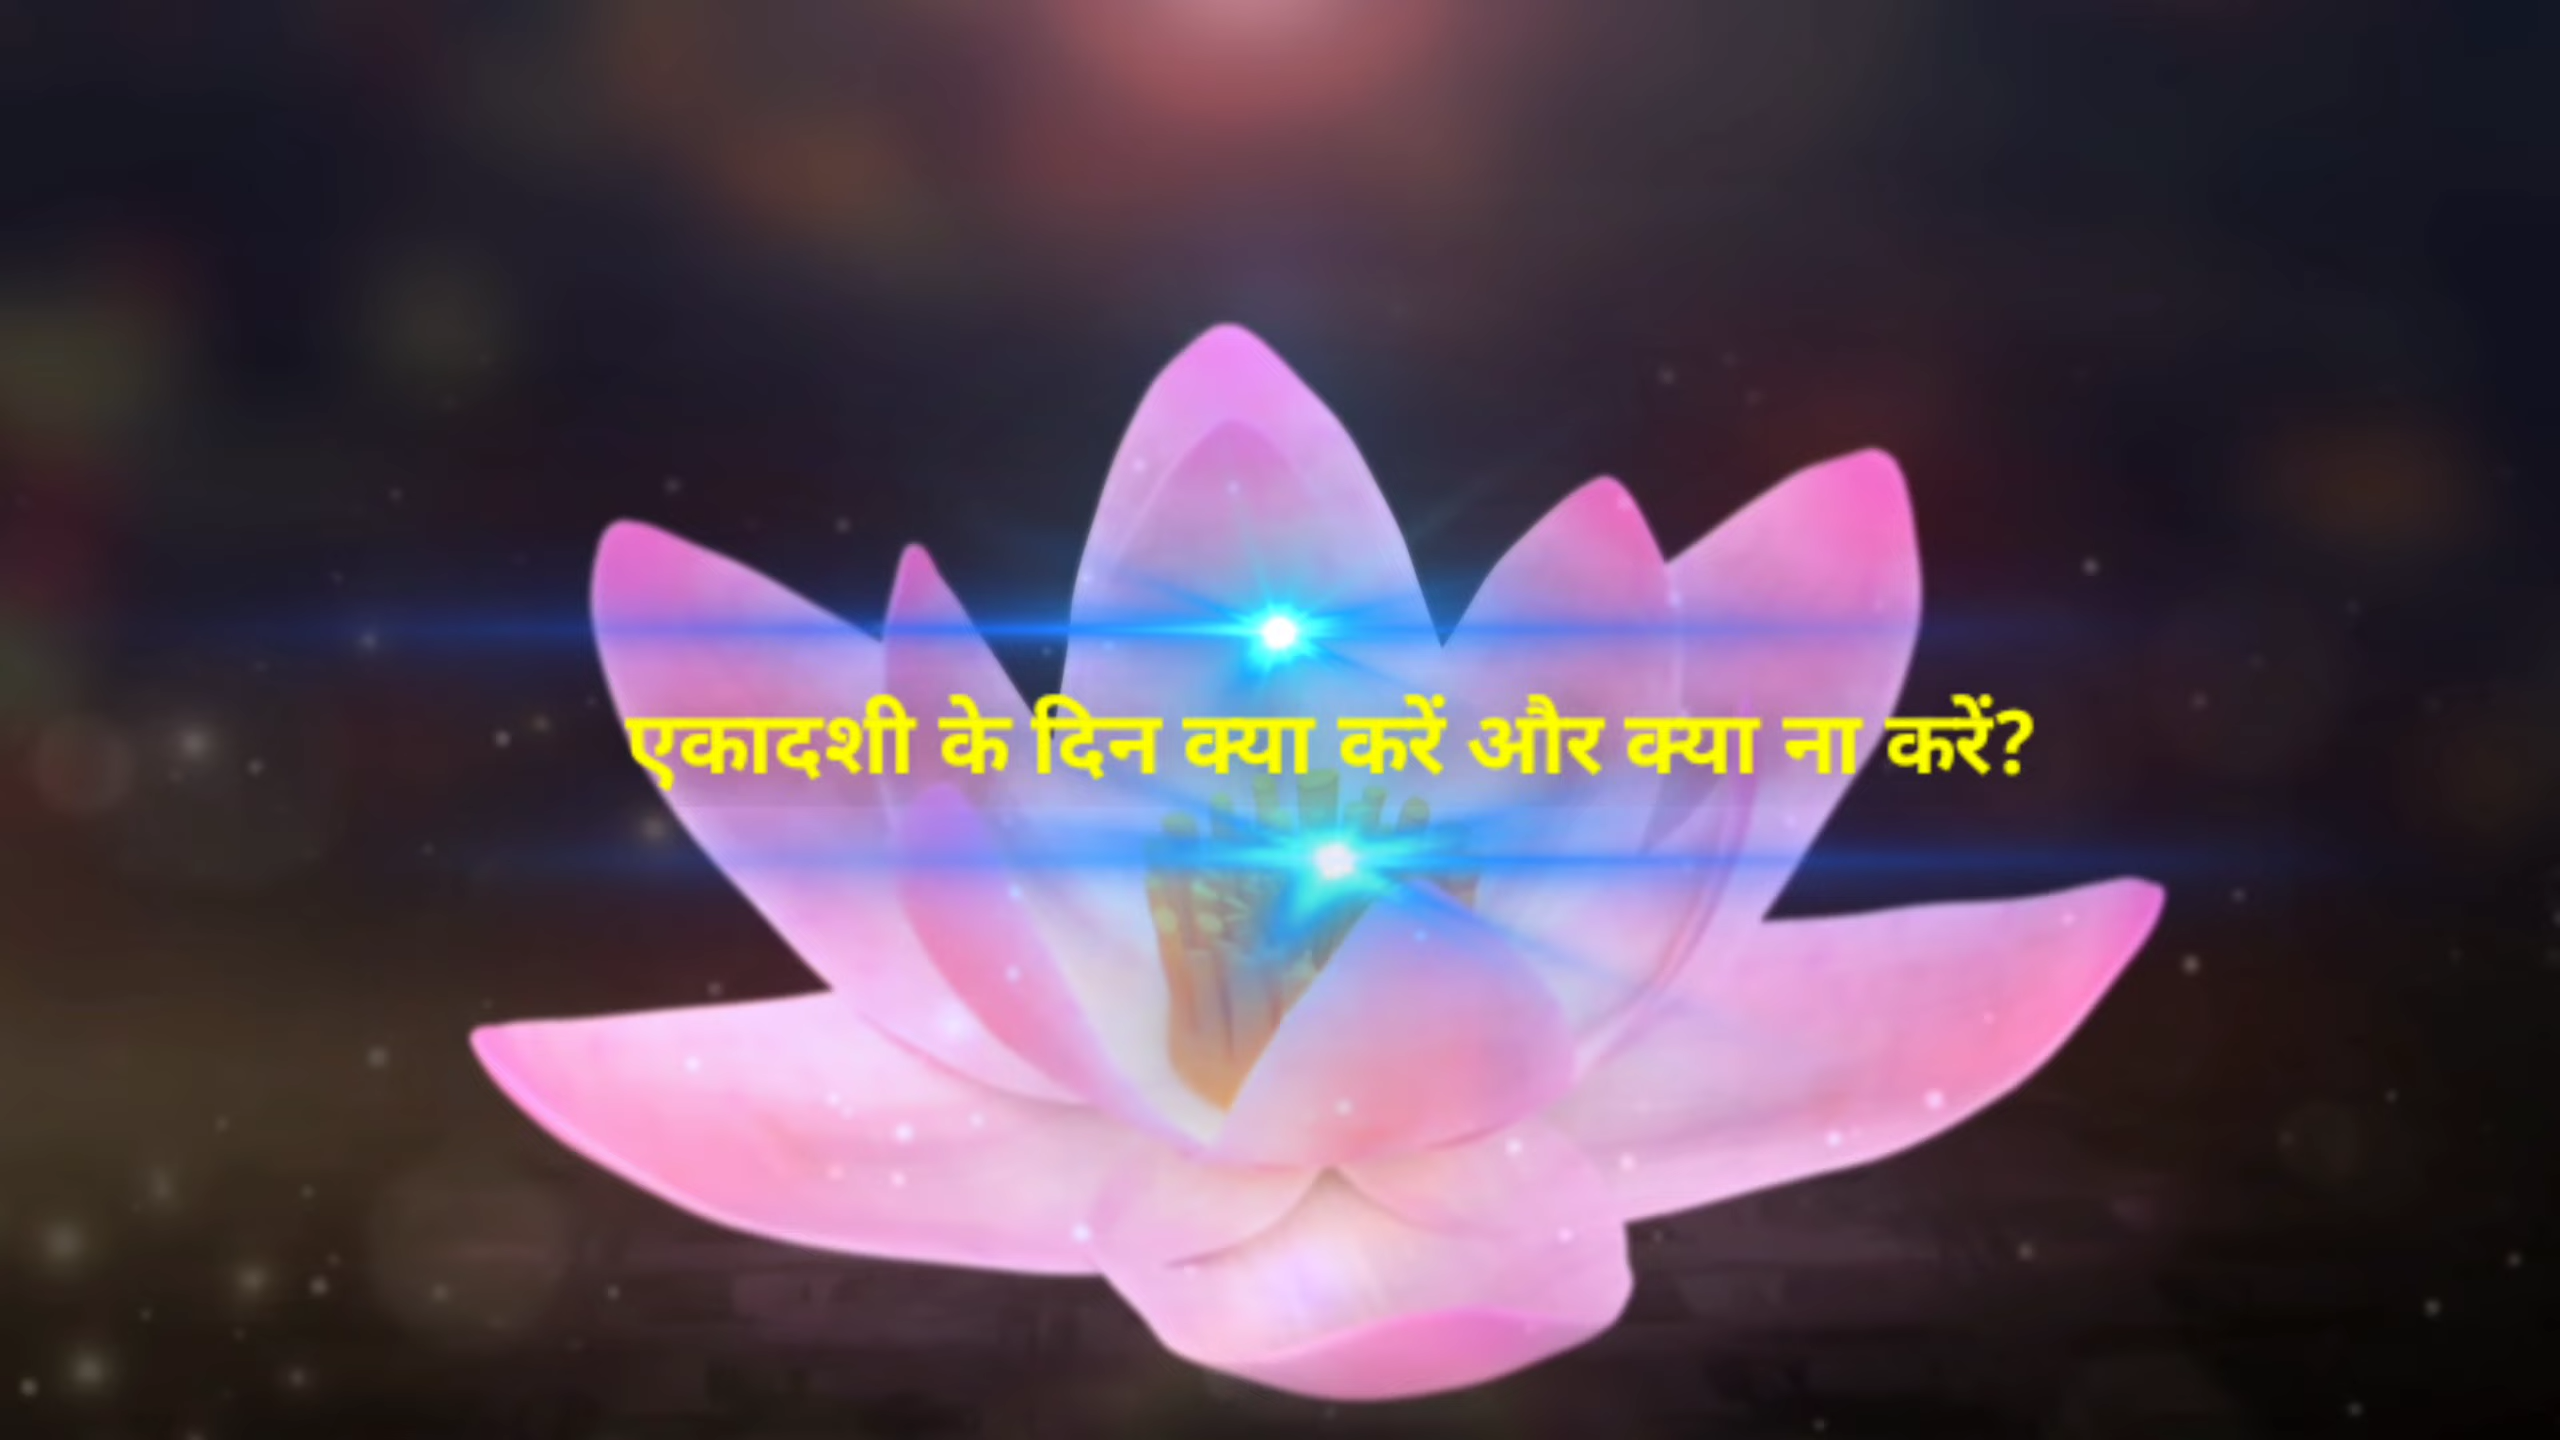 एकादशी के दिन क्या करें और क्या ना करें?